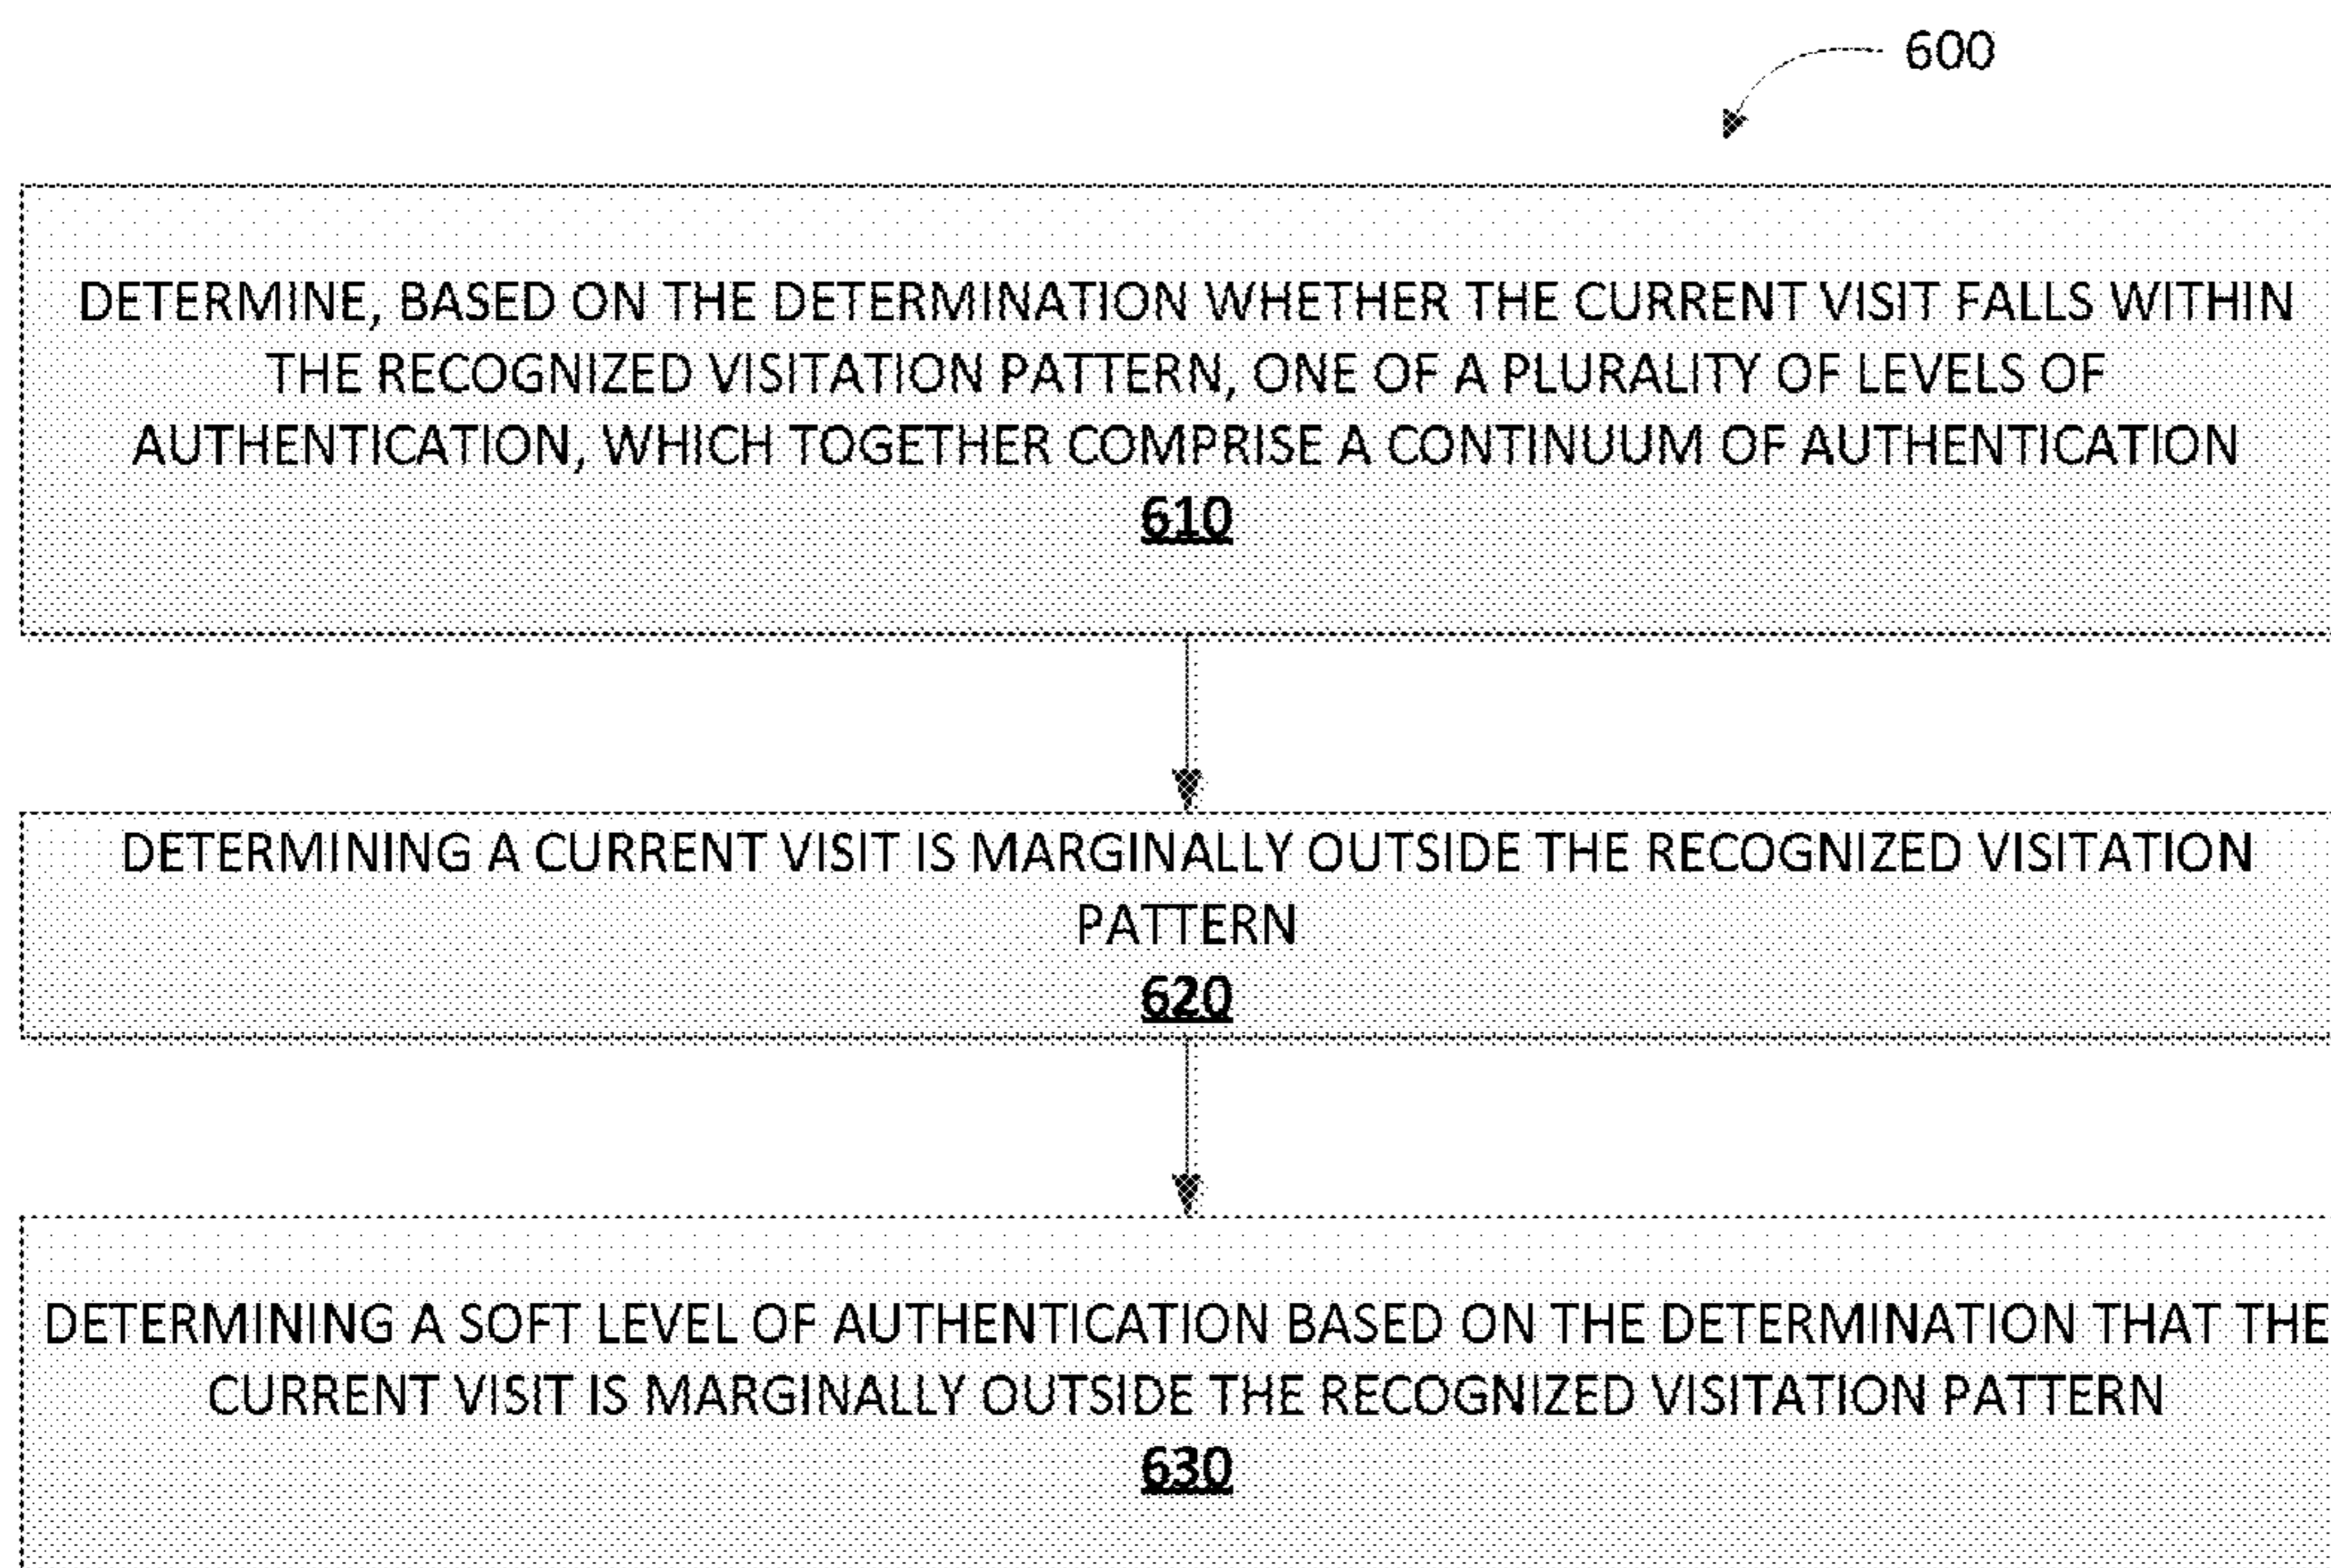 600
DETERMINE, BASED ON THE DETERMINATION WHETHER THE CURRENT VISIT FALLS WITHIN
THE RECOGNIZED VISITATION PATTERN, ONE OF A PLURALITY OF LEVELS OF
AUTHENTICATION, WHICH TOGETHER COMPRISE A CONTINUUM OF AUTHENTICATION
610
DETERMINING A CURRENT VISIT IS MARGINALLY OUTSIDE THE RECOGNIZED VISITATION
PATTERN
620
DETERMINING A SOFT LEVEL OF AUTHENTICATION BASED ON THE DETERMINATION THAT THE
CURRENT VISIT IS MARGINALLY OUTSIDE THE RECOGNIZED VISITATION PATTERN
630